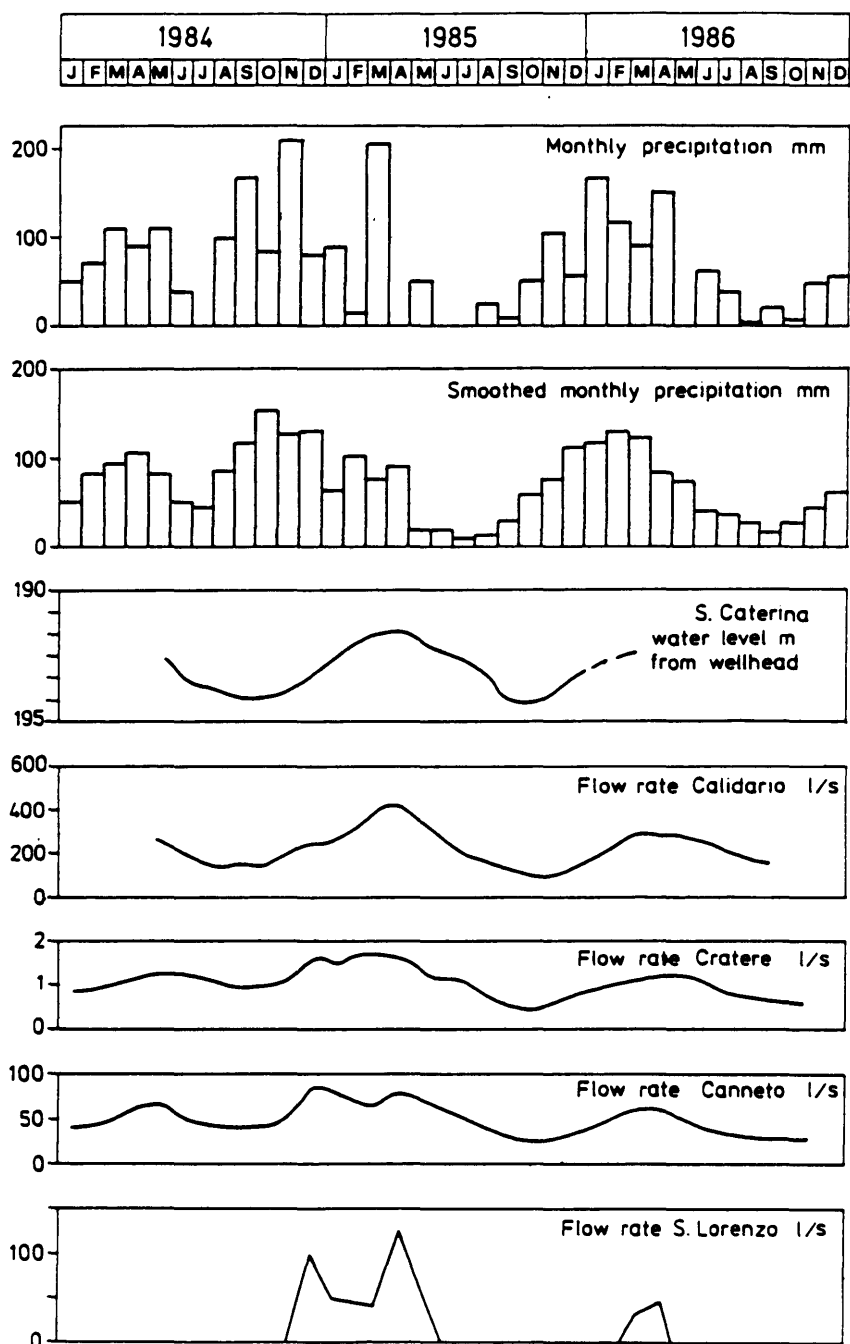 1984 1985 1986
J F M A M J J A S O N D J F M A M J J A S O N D J F M A M J J A S O N D
Monthly precipitation mm
200
100
0
Smoothed monthly precipitation mm
200
100
0
190
S. Caterina
water level m
from wellhead
195
600
Flow rate Calidario l/s
400
200
0
2
Flow rate Cratere l/s
1
0
100
Flow rate Canneto l/s
50
0
Flow rate S. Lorenzo l/s
100
0